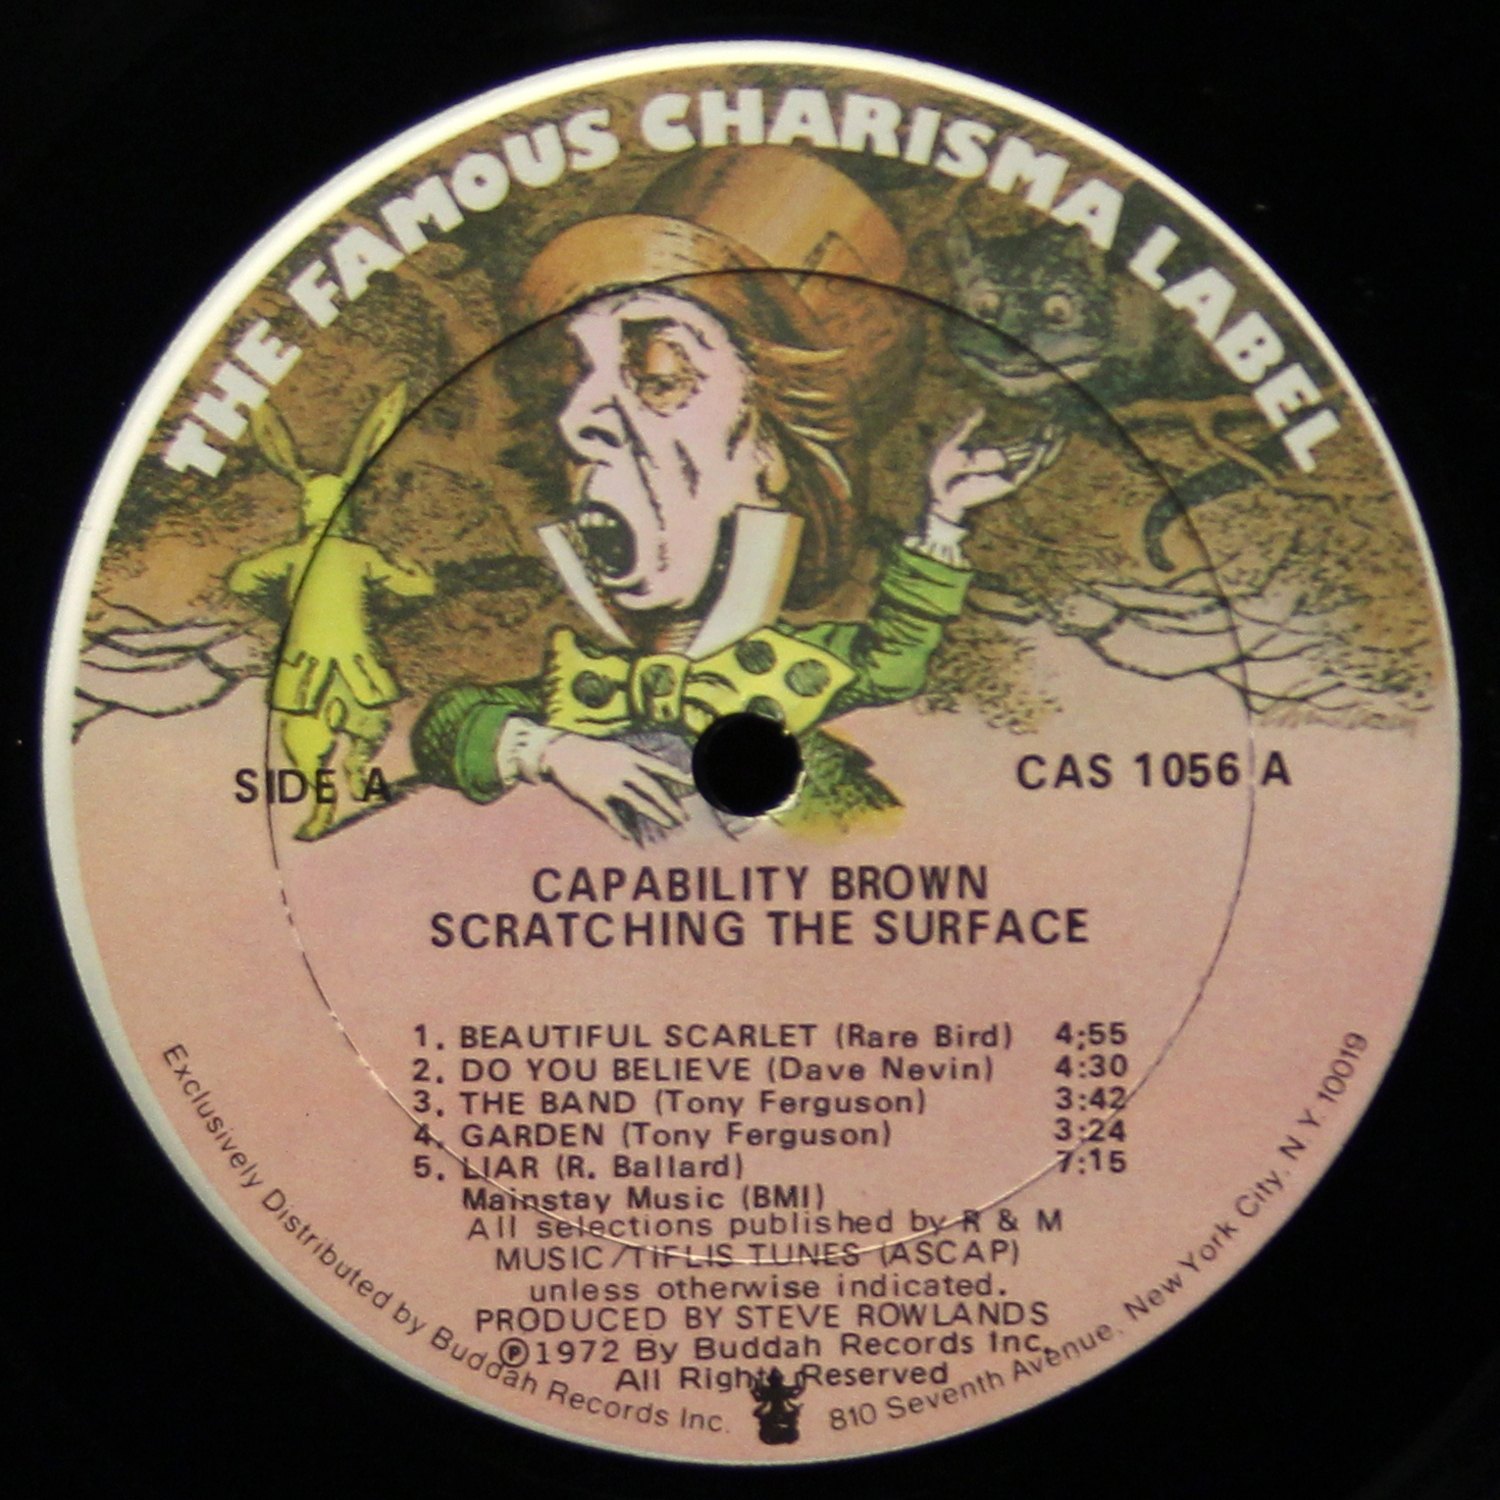 THE FAMOUS CHARISMA LABEL
SIDE A
CAS 1056 A
CAPABILITY BROWN
SCRATCHING THE SURFACE
1. BEAUTIFUL SCARLET (Rare Bird) 4;55
2. DO YOU BELIEVE (Dave Nevin) 4:30
3. THE BAND (Tony Ferguson) 3:42
4. GARDEN (Tony Ferguson) 3:24
5. LIAR (R. Ballard) 7:15
Mainstay Music (BMI)
All selections published by R & M
MUSIC/TIFLIS TUNES (ASCAP)
unless otherwise indicated.
PRODUCED BY STEVE ROWLANDS
℗1972 By Buddah Records Inc.
All Rights Reserved
Exclusively Distributed by Buddah Records Inc. 810 Seventh Avenue, New York City, N.Y. 10019